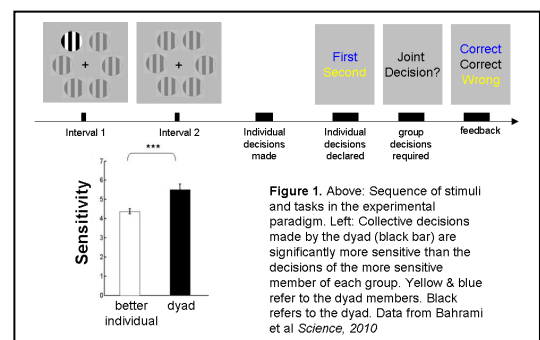 First
Second
Joint
Decision?
Correct
Correct
Wrong
Interval 1
Interval 2
Individual
decisions
made
Individual
decisions
declared
group
decisions
required
feedback
***
Sensitivity
7
6
5
4
3
2
1
0
better
individual
dyad
Figure 1. Above: Sequence of stimuli
and tasks in the experimental
paradigm. Left: Collective decisions
made by the dyad (black bar) are
significantly more sensitive than the
decisions of the more sensitive
member of each group. Yellow & blue
refer to the dyad members. Black
refers to the dyad. Data from Bahrami
et al Science, 2010